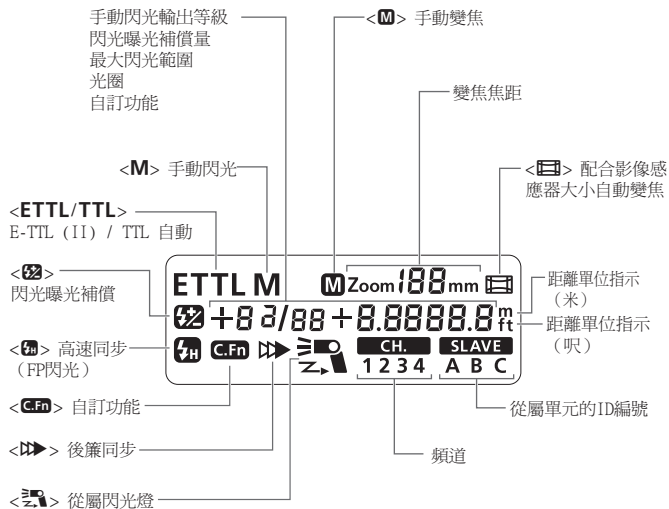 手動閃光輸出等級
閃光曝光補償量
最大閃光範圍
光圈
自訂功能
<M> 手動變焦
變焦焦距
<M> 手動閃光
< > 配合影像感
應器大小自動變焦
<ETTL/TTL>
E-TTL (II) / TTL 自動
< >
閃光曝光補償
ETTL M M Zoom 188 mm
+8 8/88 +8.8888.8 m ft
距離單位指示
（米）
距離單位指示
（呎）
<H> 高速同步
（FP閃光）
H C.Fn CH. SLAVE
1 2 3 4 A B C
<C.Fn> 自訂功能
從屬單元的ID編號
< > 後簾同步
頻道
< > 從屬閃光燈